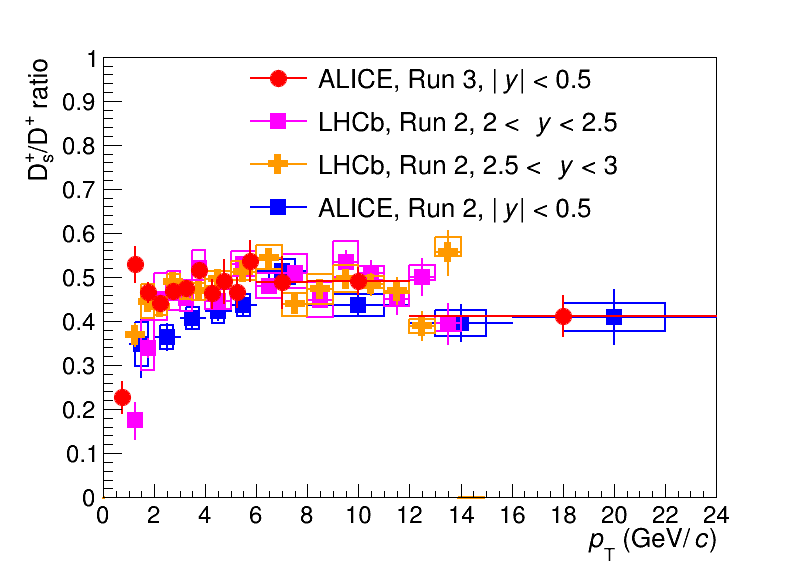 D_s^+/D^+ ratio
1
0.9
0.8
0.7
0.6
0.5
0.4
0.3
0.2
0.1
0
ALICE, Run 3, |y| < 0.5
LHCb, Run 2, 2 < y < 2.5
LHCb, Run 2, 2.5 < y < 3
ALICE, Run 2, |y| < 0.5
0 2 4 6 8 10 12 14 16 18 20 22 24
p_T (GeV/c)